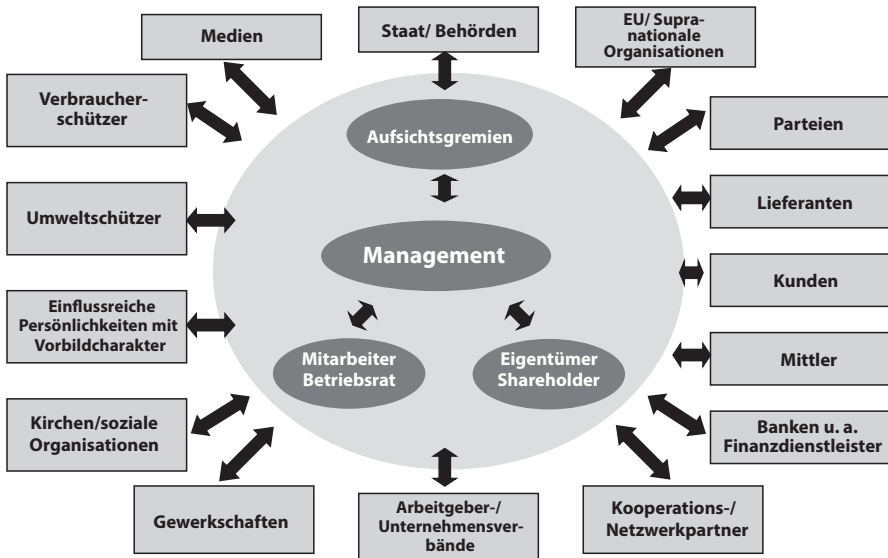 Medien
Staat/ Behörden
EU/ Supra-
nationale
Organisationen
Verbraucher-
schützer
Aufsichtsgremien
Parteien
Umweltschützer
Lieferanten
Management
Kunden
Einflussreiche
Persönlichkeiten mit
Vorbildcharakter
Mitarbeiter
Betriebsrat
Eigentümer
Shareholder
Mittler
Kirchen/soziale
Organisationen
Banken u. a.
Finanzdienstleister
Gewerkschaften
Arbeitgeber-/
Unternehmensver-
bände
Kooperations-/
Netzwerkpartner